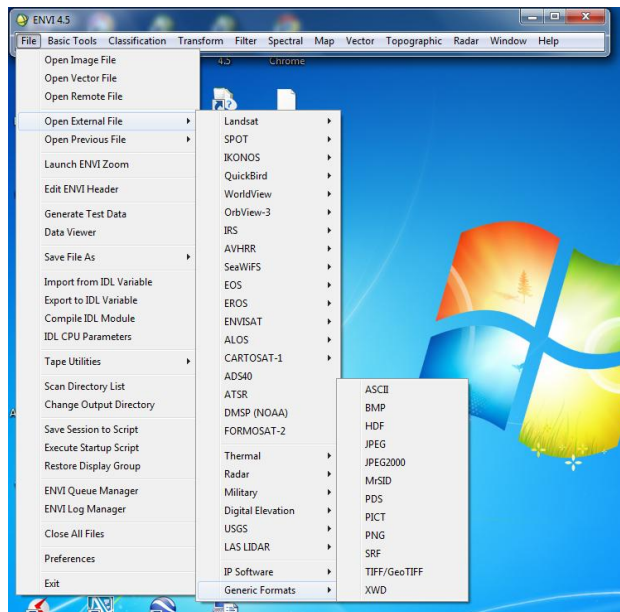 ENVI 4.5
File Basic Tools Classification Transform Filter Spectral Map Vector Topographic Radar Window Help
4.5 Chrome
Open Image File
Open Vector File
Open Remote File
Open External File
Open Previous File
Launch ENVI Zoom
Edit ENVI Header
Generate Test Data
Data Viewer
Save File As
Import from IDL Variable
Export to IDL Variable
Compile IDL Module
IDL CPU Parameters
Tape Utilities
Scan Directory List
Change Output Directory
Save Session to Script
Execute Startup Script
Restore Display Group
ENVI Queue Manager
ENVI Log Manager
Close All Files
Preferences
Exit
Landsat
SPOT
IKONOS
QuickBird
WorldView
OrbView-3
IRS
AVHRR
SeaWiFS
EOS
EROS
ENVISAT
ALOS
CARTOSAT-1
ADS40
ATSR
DMSP (NOAA)
FORMOSAT-2
Thermal
Radar
Military
Digital Elevation
USGS
LAS LIDAR
IP Software
Generic Formats
ASCII
BMP
HDF
JPEG
JPEG2000
MrSID
PDS
PICT
PNG
SRF
TIFF/GeoTIFF
XWD